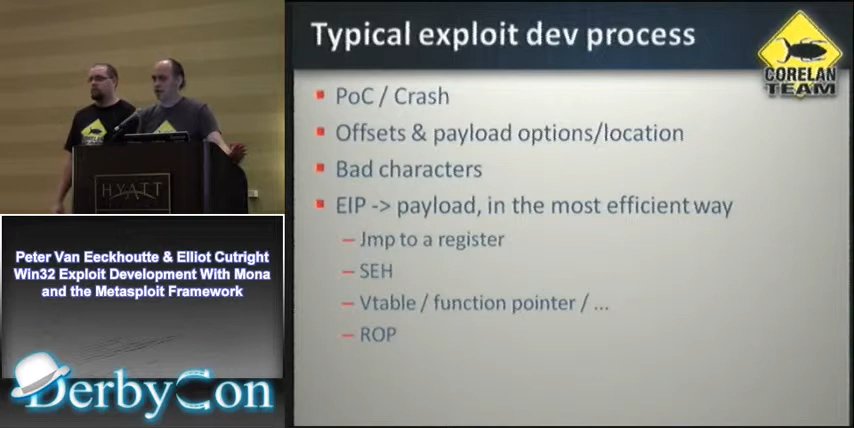 Typical exploit dev process
CORELAN
TEAM
PoC / Crash
Offsets & payload options/location
Bad characters
EIP -> payload, in the most efficient way
– Jmp to a register
– SEH
– Vtable / function pointer / ...
– ROP
HYATT
Peter Van Eeckhoutte & Elliot Cutright
Win32 Exploit Development With Mona
and the Metasploit Framework
DerbyCon